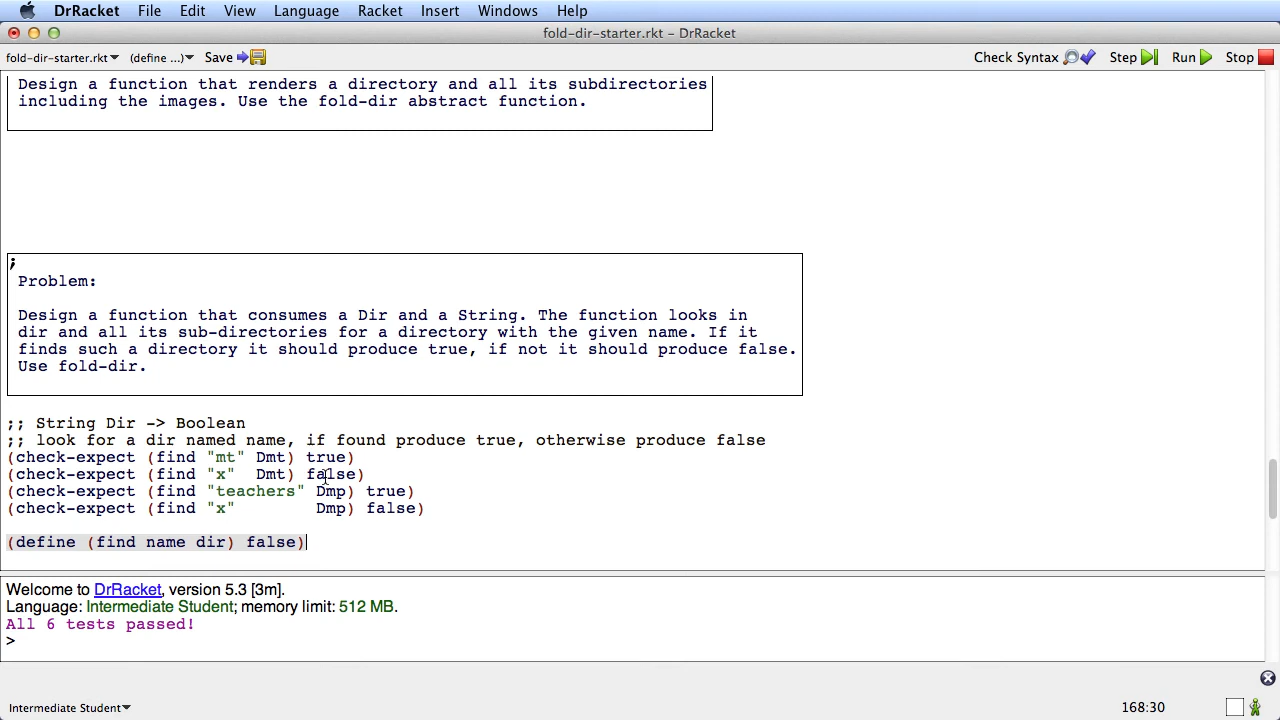 DrRacket File Edit View Language Racket Insert Windows Help
fold-dir-starter.rkt - DrRacket
fold-dir-starter.rkt (define ...) Save Check Syntax Step Run Stop
Design a function that renders a directory and all its subdirectories
including the images. Use the fold-dir abstract function.
;
Problem:
Design a function that consumes a Dir and a String. The function looks in
dir and all its sub-directories for a directory with the given name. If it
finds such a directory it should produce true, if not it should produce false.
Use fold-dir.
;; String Dir -> Boolean
;; look for a dir named name, if found produce true, otherwise produce false
(check-expect (find "mt" Dmt) true)
(check-expect (find "x"  Dmt) false)
(check-expect (find "teachers" Dmp) true)
(check-expect (find "x"        Dmp) false)
(define (find name dir) false)
Welcome to DrRacket, version 5.3 [3m].
Language: Intermediate Student; memory limit: 512 MB.
All 6 tests passed!
>
Intermediate Student 168:30